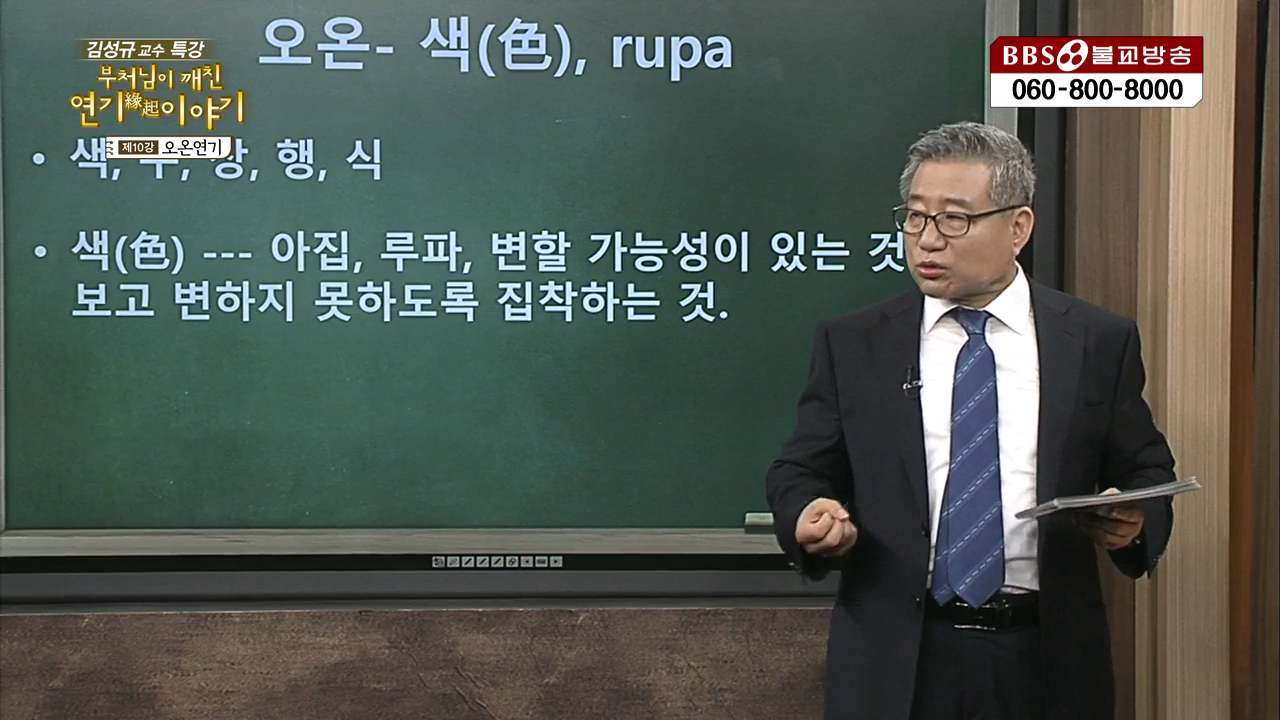 오온- 색(色), rupa
김성규 교수 특강
부처님이 깨친
연기緣起이야기
제10강 오온연기
BBS 불교방송
060-800-8000
색, 수, 상, 행, 식
• 색(色) --- 아집, 루파, 변할 가능성이 있는 것
보고 변하지 못하도록 집착하는 것.